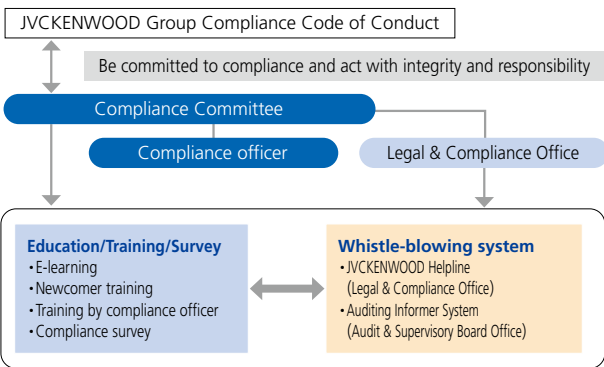 JVCKENWOOD Group Compliance Code of Conduct
Be committed to compliance and act with integrity and responsibility
Compliance Committee
Compliance officer
Legal & Compliance Office
Education/Training/Survey
• E-learning
• Newcomer training
• Training by compliance officer
• Compliance survey
Whistle-blowing system
• JVCKENWOOD Helpline
(Legal & Compliance Office)
• Auditing Informer System
(Audit & Supervisory Board Office)